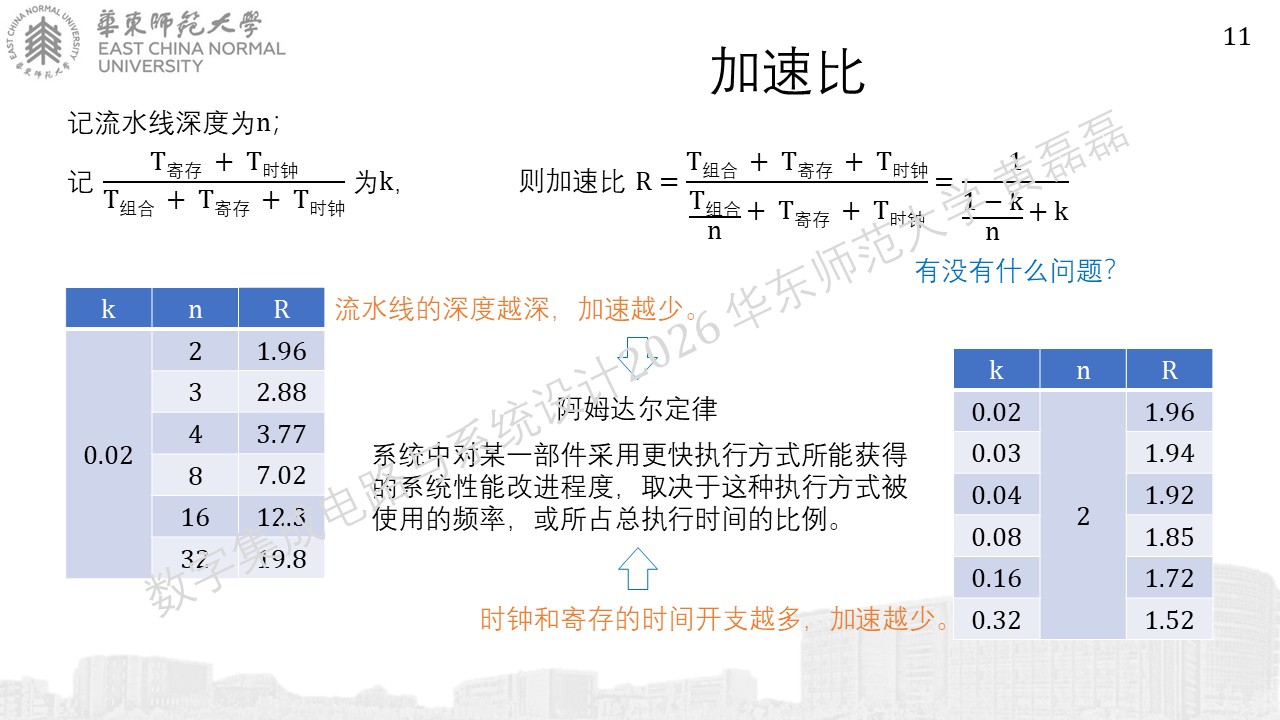 華東師範大學
EAST CHINA NORMAL
UNIVERSITY
EAST CHINA NORMAL UNIVERSITY
華東師範大學
11
加速比
记流水线深度为n；
记 (T寄存 + T时钟) / (T组合 + T寄存 + T时钟) 为k，
则加速比 R = (T组合 + T寄存 + T时钟) / (T组合/n + T寄存 + T时钟) = 1 / ((1 − k)/n + k)
有没有什么问题？
流水线的深度越深，加速越少。
k n R
0.02
2 1.96
3 2.88
4 3.77
8 7.02
16 12.3
32 19.8
阿姆达尔定律
系统中对某一部件采用更快执行方式所能获得
的系统性能改进程度，取决于这种执行方式被
使用的频率，或所占总执行时间的比例。
时钟和寄存的时间开支越多，加速越少。
k n R
0.02 1.96
0.03 1.94
0.04 1.92
2
0.08 1.85
0.16 1.72
0.32 1.52
数字集成电路与系统设计2026 华东师范大学 黄磊磊